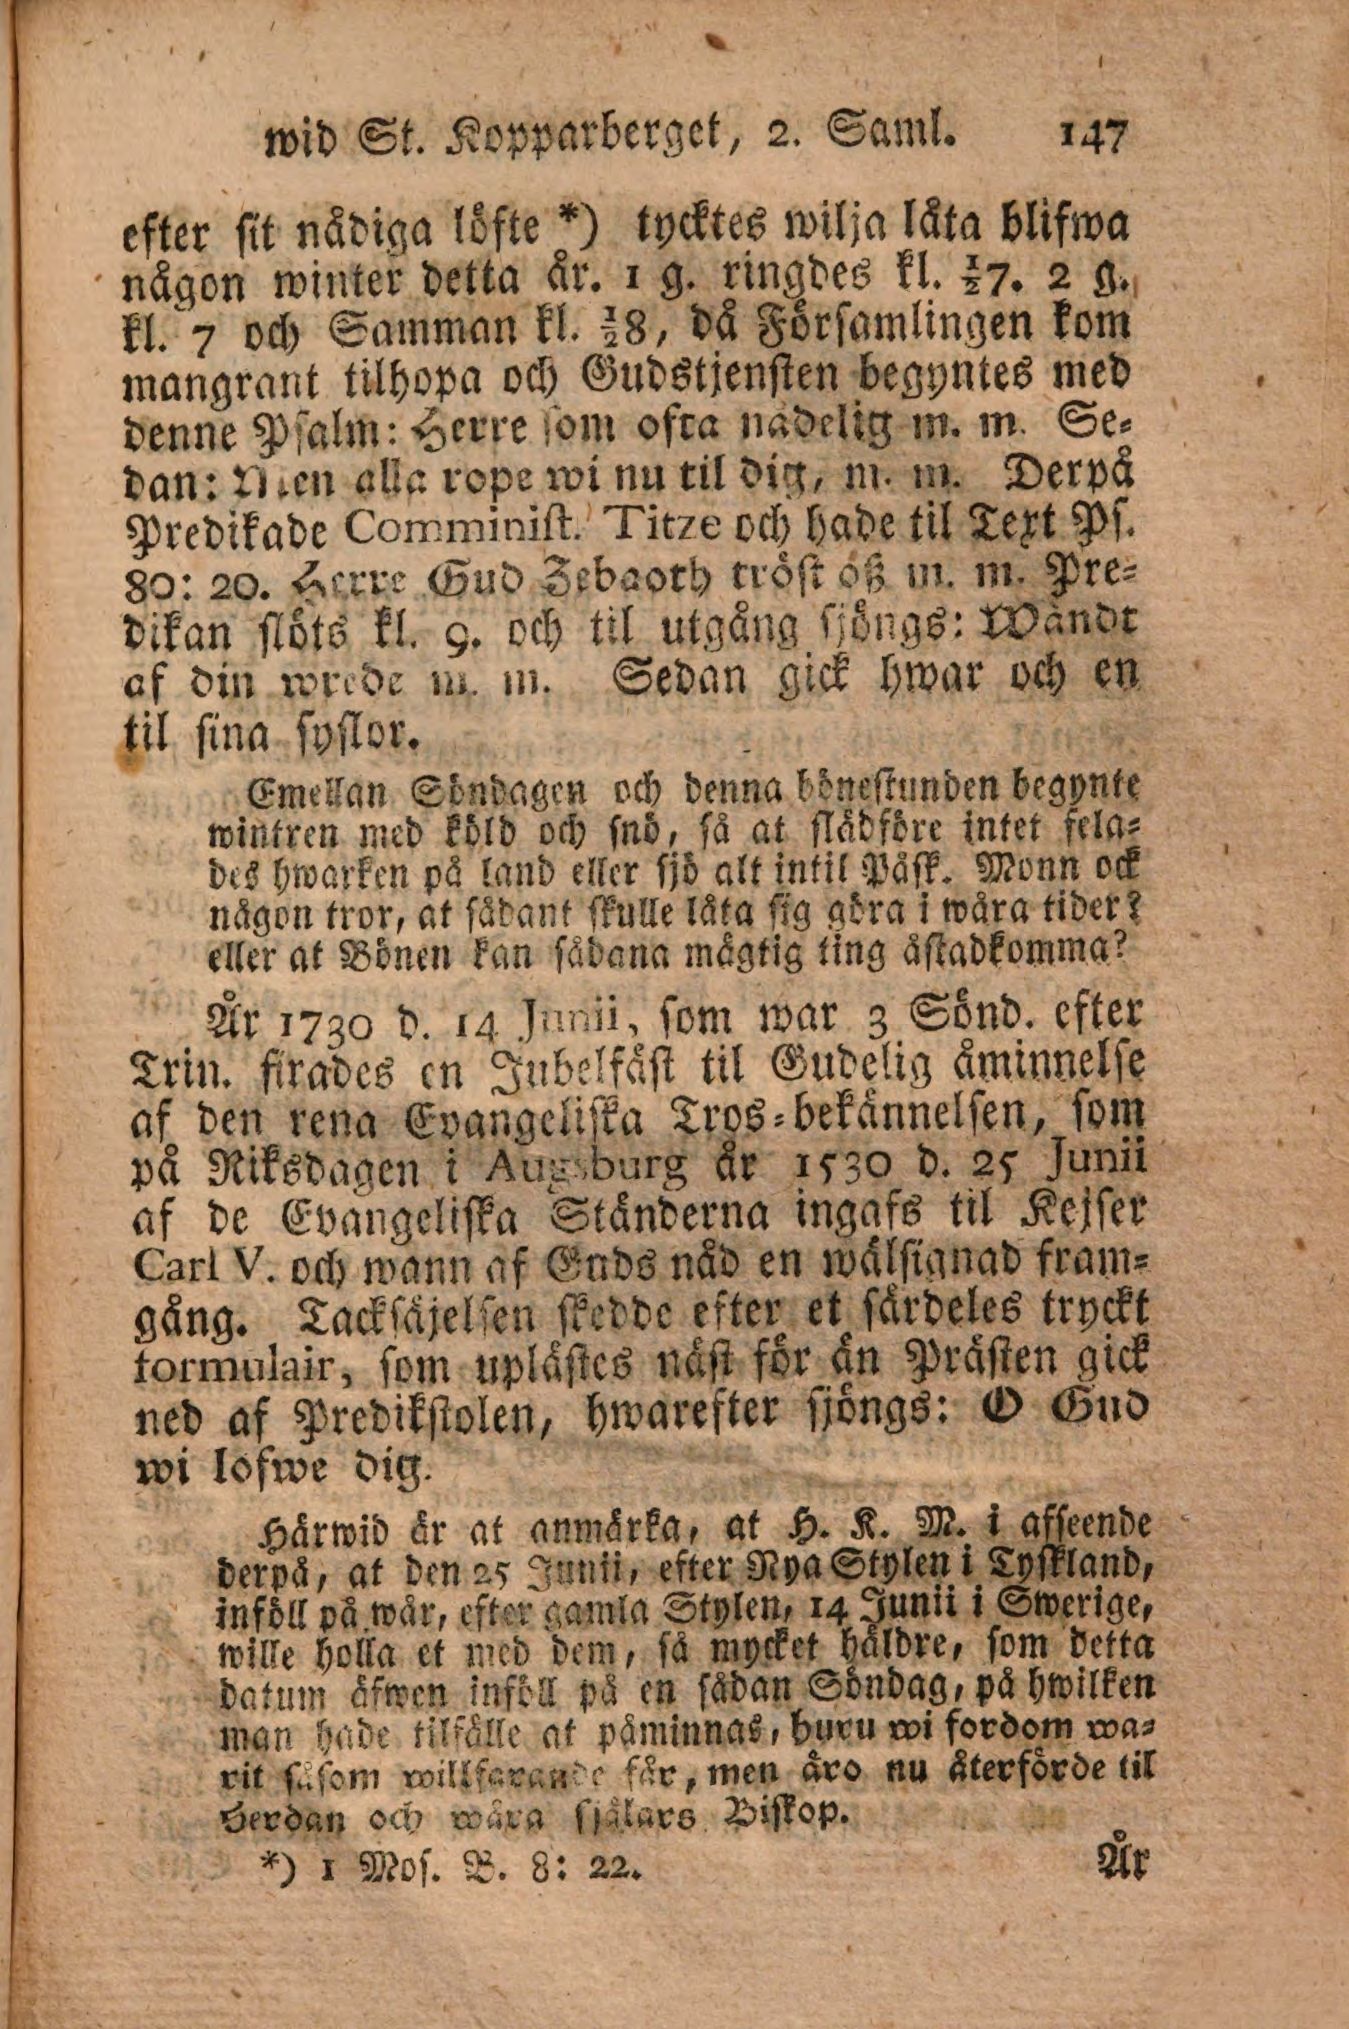 wid St. Kopparberget, 2. Saml. 147
efter sit nådiga löfte *) tycktes wilja låta blifwa
någon winter detta år. 1 g. ringdes kl. ½7. 2 g.
kl. 7 och Samman kl. ½8, då Församlingen kom
mangrant tilhopa och Gudstjensten begyntes med
denne Psalm: Herre som ofta nådelig m. m. Se-
dan: Men alla rope wi nu til dig, m. m. Derpå
Predikade Comminist. Titze och hade til Text Ps.
80: 20. Herre Gud Zebaoth tröst oß m. m. Pre-
dikan slöts kl. 9. och til utgång sjöngs: Wändt
af din wrede m. m. Sedan gick hwar och en
til sina syslor.
Emellan Söndagen och denna bönestunden begynte
wintren med köld och snö, så at slädföre intet fela-
des hwarken på land eller sjö alt intil Påsk. Monn ock
någon tror, at sådant skulle låta sig göra i wåra tider?
eller at Bönen kan sådana mägtig ting åstadkomma?
År 1730 d. 14 Junii, som war 3 Sönd. efter
Trin. firades en Jubelfäst til Gudelig åminnelse
af den rena Evangeliska Tros-bekännelsen, som
på Riksdagen i Augsburg år 1530 d. 25 Junii
af de Evangeliska Ständerna ingafs til Kejser
Carl V. och wann af Guds nåd en wälsignad fram-
gång. Tacksäjelsen skedde efter et särdeles tryckt
formulair, som uplästes näst för än Prästen gick
ned af Predikstolen, hwarefter sjöngs: O Gud
wi lofwe dig.
Härwid är at anmärka, at H. K. M. i afseende
derpå, at den 25 Junii, efter Nya Stylen i Tyskland,
inföll på wår, efter gamla Stylen, 14 Junii i Swerige,
wille holla et med dem, så mycket häldre, som detta
datum äfwen inföll på en sådan Söndag, på hwilken
man hade tilfälle at påminnas, huru wi fordom wa-
rit såsom willfarande får, men äro nu återförde til
Herdan och wåra själars Biskop.
*) 1 Mos. B. 8: 22. År